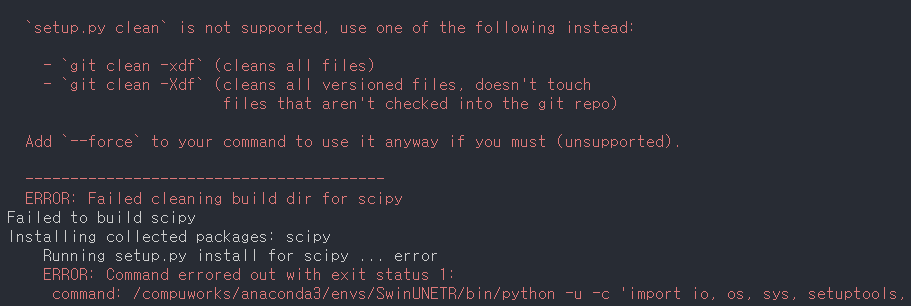 `setup.py clean` is not supported, use one of the following instead:
- `git clean -xdf` (cleans all files)
- `git clean -Xdf` (cleans all versioned files, doesn't touch
files that aren't checked into the git repo)
Add `--force` to your command to use it anyway if you must (unsupported).
----------------------------------------
ERROR: Failed cleaning build dir for scipy
Failed to build scipy
Installing collected packages: scipy
Running setup.py install for scipy ... error
ERROR: Command errored out with exit status 1:
command: /compuworks/anaconda3/envs/SwinUNETR/bin/python -u -c 'import io, os, sys, setuptools,